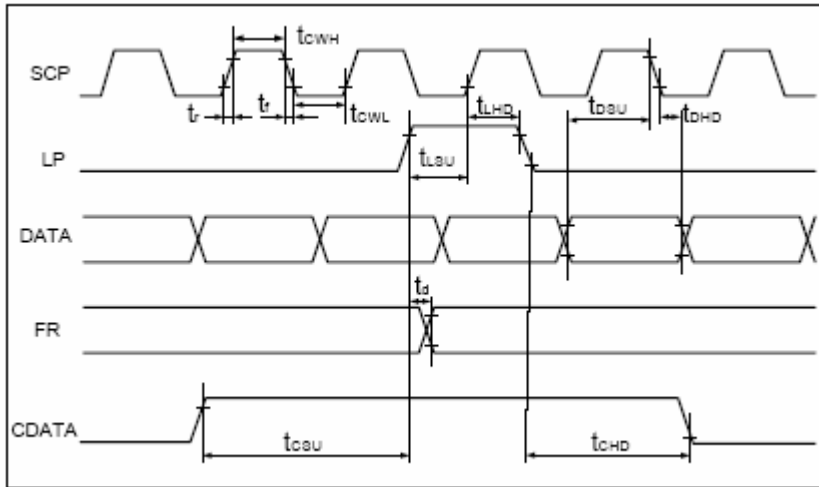 tCWH
SCP
tr
tf
tCWL
tLHD
tDSU
tDHD
LP
tLSU
DATA
td
FR
CDATA
tCSU
tCHD